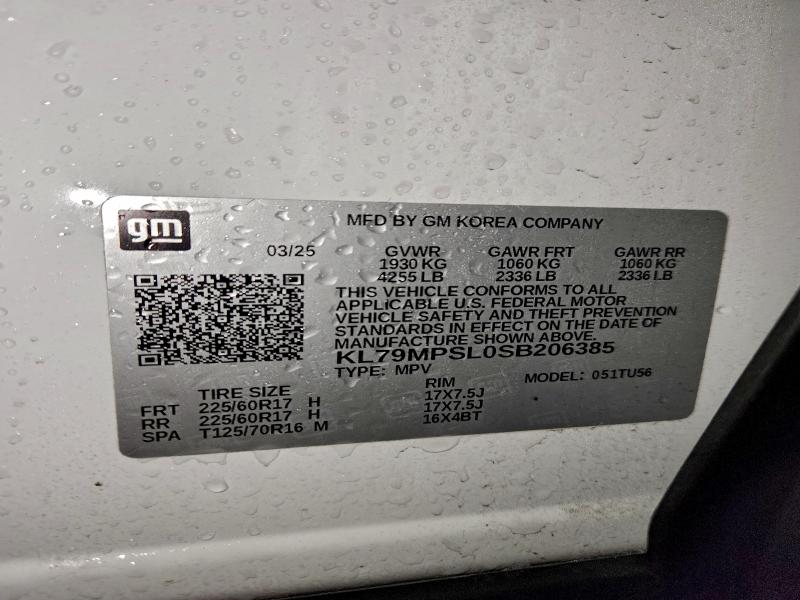 gm
MFD BY GM KOREA COMPANY
03/25
GVWR GAWR FRT GAWR RR
1930 KG 1060 KG 1060 KG
4255 LB 2336 LB 2336 LB
THIS VEHICLE CONFORMS TO ALL
APPLICABLE U.S. FEDERAL MOTOR
VEHICLE SAFETY AND THEFT PREVENTION
STANDARDS IN EFFECT ON THE DATE OF
MANUFACTURE SHOWN ABOVE.
KL79MPSL0SB206385
TYPE: MPV MODEL: 051TU56
TIRE SIZE RIM
FRT 225/60R17 H 17X7.5J
RR 225/60R17 H 17X7.5J
SPA T125/70R16 M 16X4BT